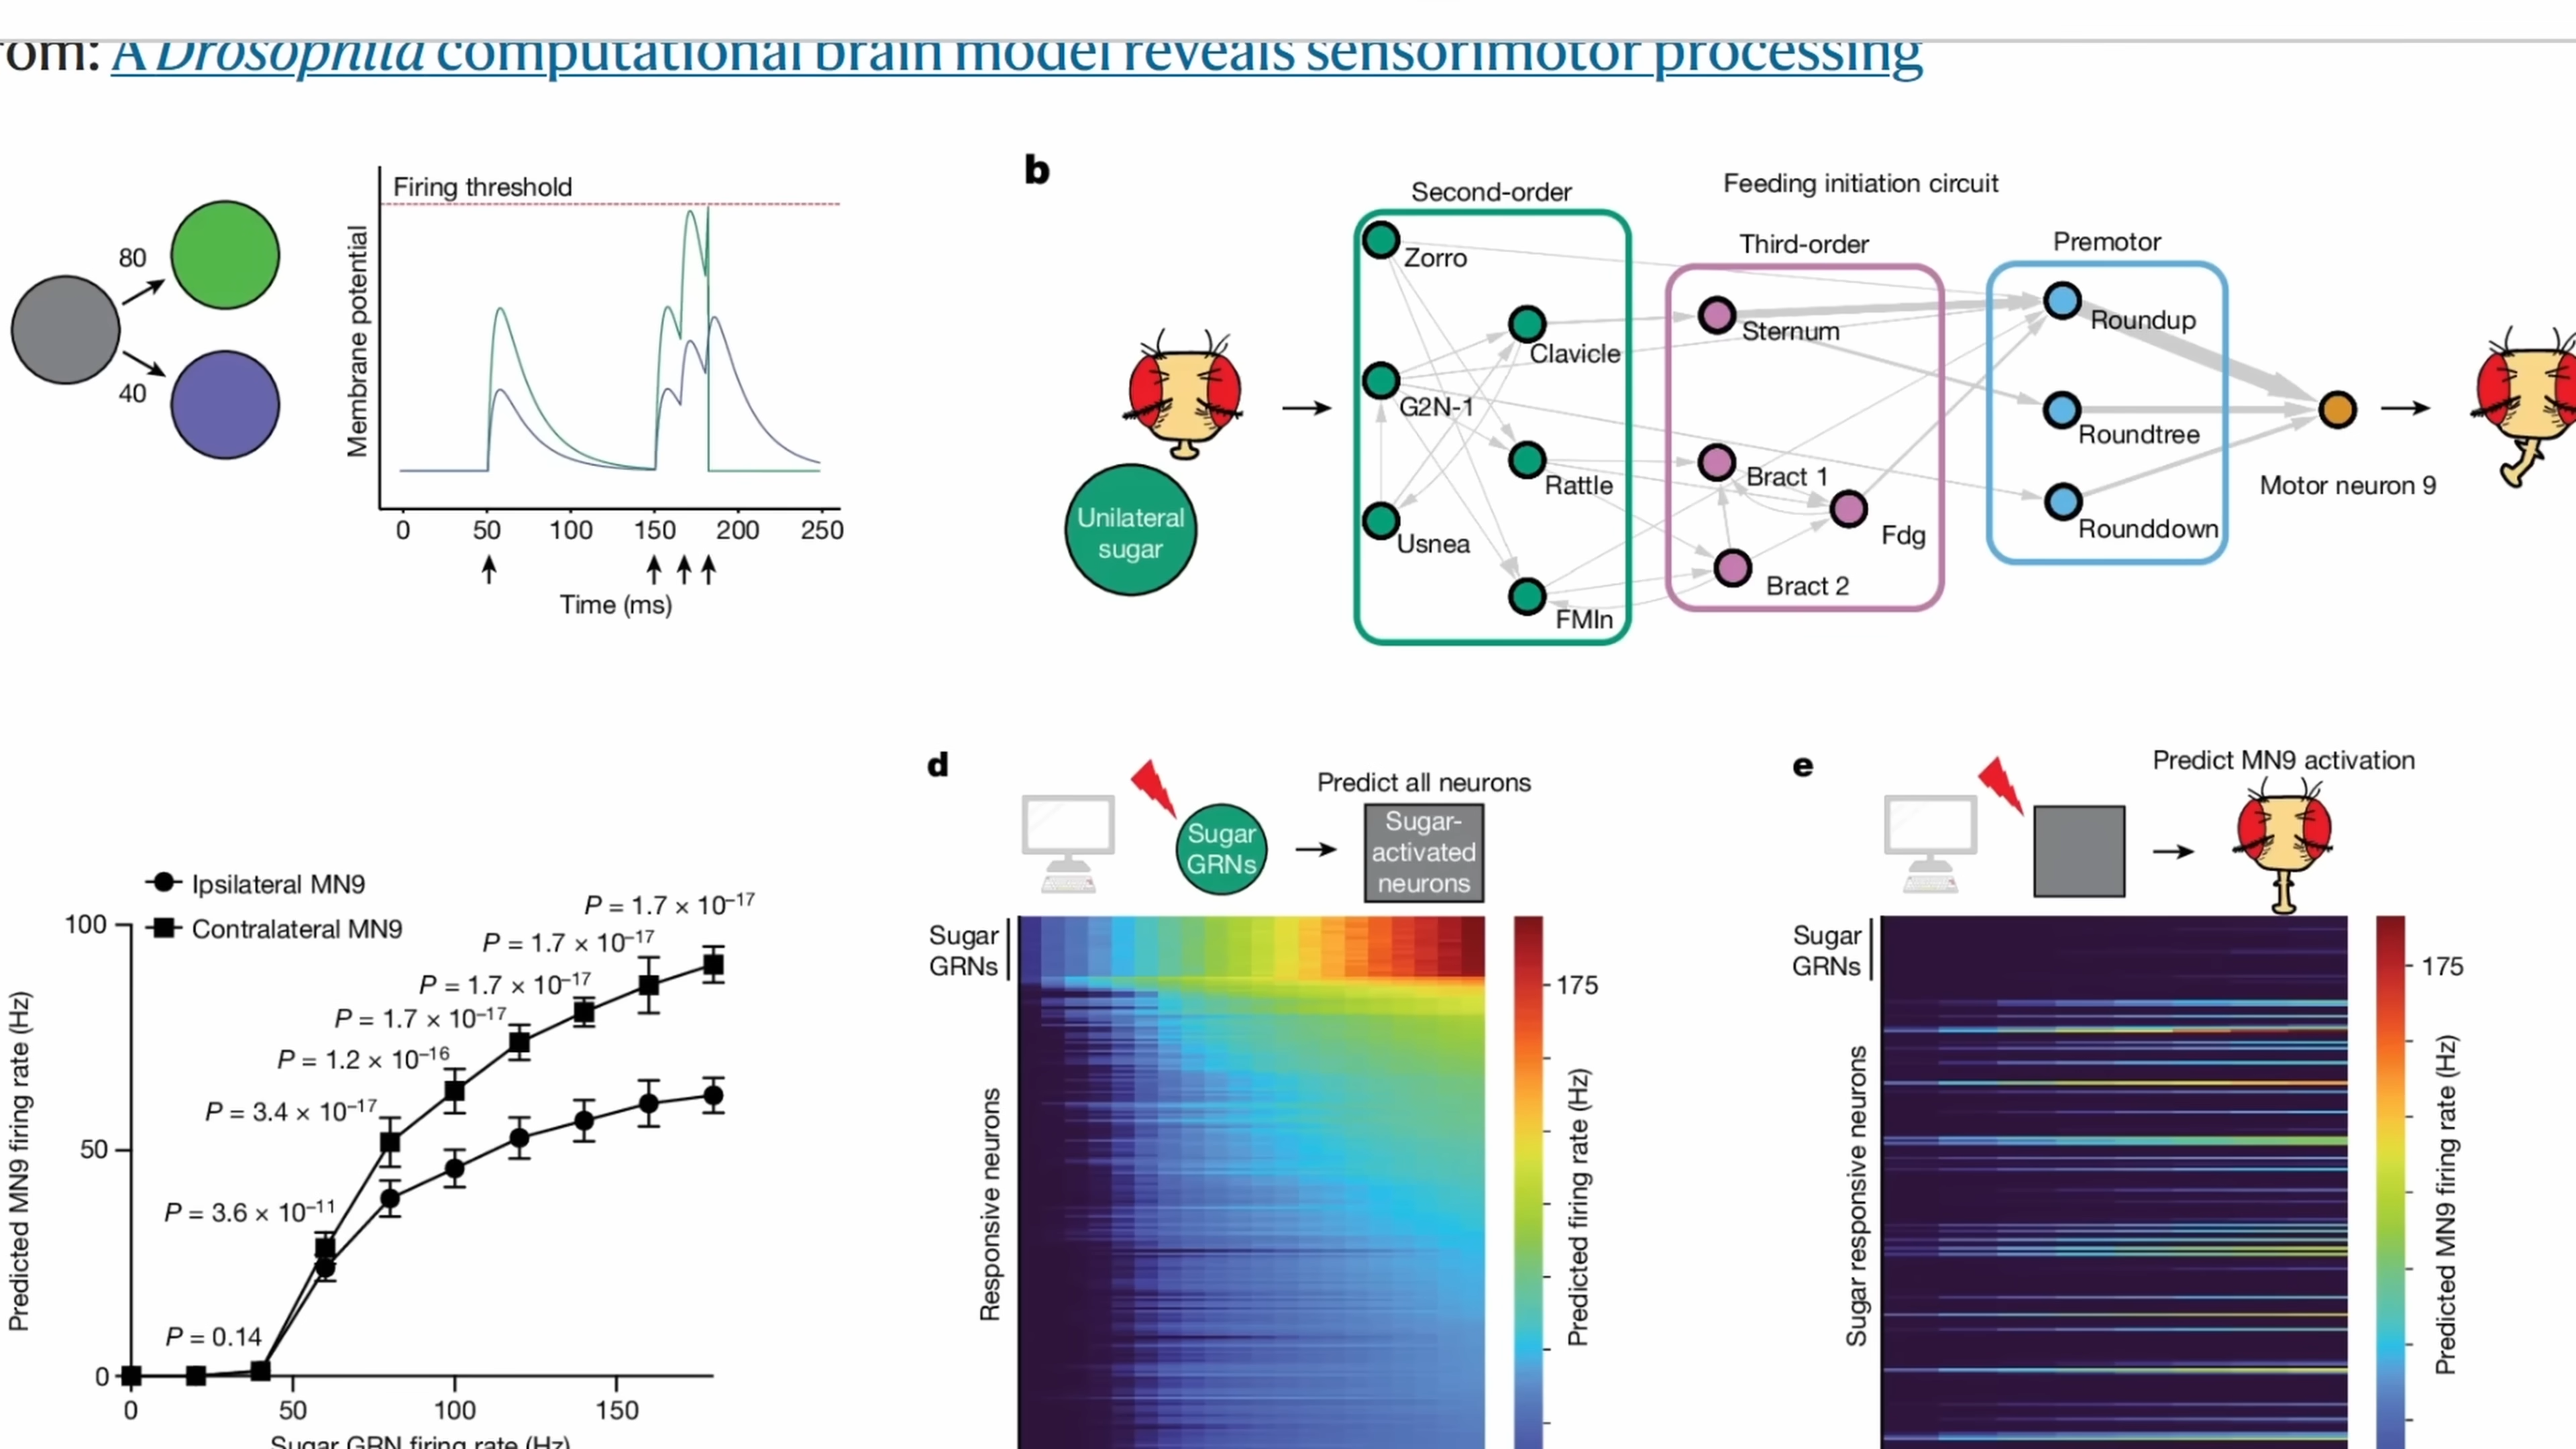 om: A Drosophila computational brain model reveals sensorimotor processing
Firing threshold
80
40
Membrane potential
0 50 100 150 200 250
Time (ms)
b
Second-order
Feeding initiation circuit
Third-order
Premotor
Zorro
Clavicle
G2N-1
Rattle
Usnea
FMIn
Sternum
Bract 1
Fdg
Bract 2
Roundup
Roundtree
Rounddown
Motor neuron 9
Unilateral
sugar
Ipsilateral MN9
Contralateral MN9
Predicted MN9 firing rate (Hz)
100
50
0
P = 1.7 × 10–17
P = 1.7 × 10–17
P = 1.7 × 10–17
P = 1.7 × 10–17
P = 1.2 × 10–16
P = 3.4 × 10–17
P = 3.6 × 10–11
P = 0.14
0 50 100 150
Sugar GRN firing rate (Hz)
d
Predict all neurons
Sugar
GRNs
Sugar-
activated
neurons
Sugar
GRNs
Responsive neurons
175
Predicted firing rate (Hz)
e
Predict MN9 activation
Sugar
GRNs
Sugar responsive neurons
175
Predicted MN9 firing rate (Hz)